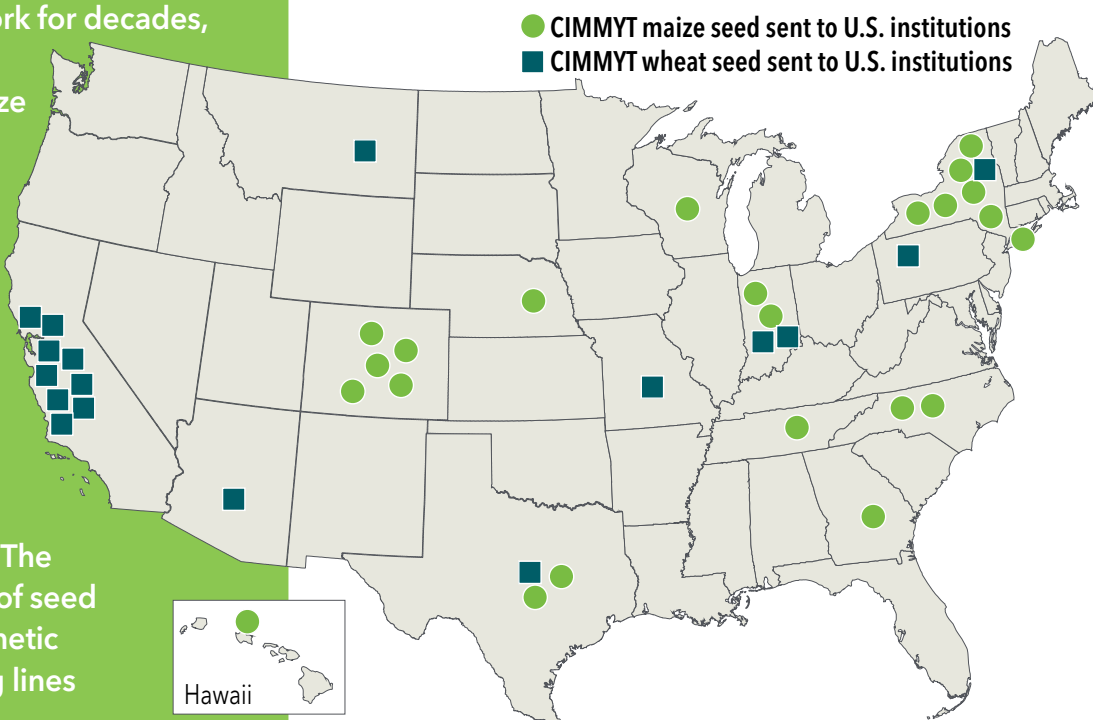 rk for decades,
ze
CIMMYT maize seed sent to U.S. institutions
CIMMYT wheat seed sent to U.S. institutions
The
of seed
netic
lines
Hawaii